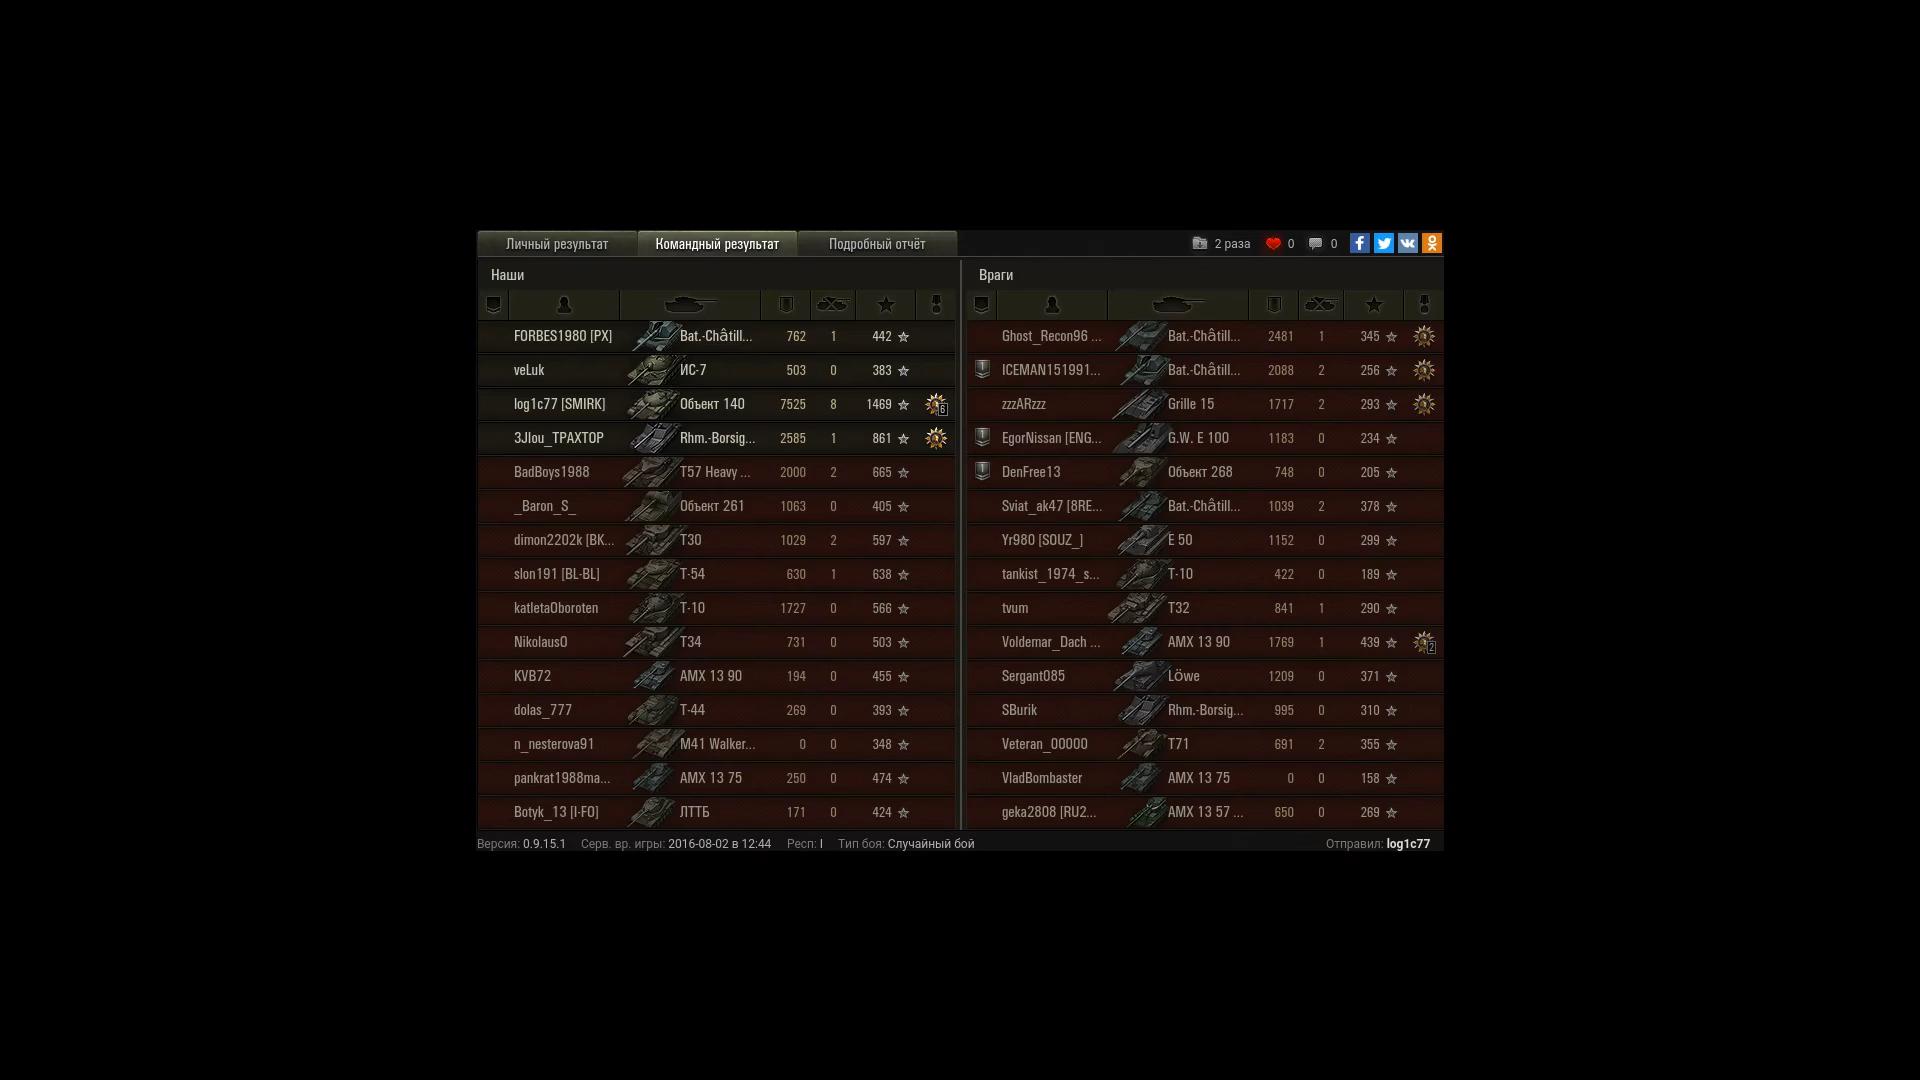 Личный результат Командный результат Подробный отчёт 2 раза 0 0
Наши Враги
FORBES1980 [PX] Bat.-Châtill... 762 1 442 Ghost_Recon96 ... Bat.-Châtill... 2481 1 345
veLuk ИС-7 503 0 383 ICEMAN151991... Bat.-Châtill... 2088 2 256
log1c77 [SMIRK] Объект 140 7525 8 1469 6 zzzARzzz Grille 15 1717 2 293
3JIou_TPAXTOP Rhm.-Borsig... 2585 1 861 EgorNissan [ENG... G.W. E 100 1183 0 234
BadBoys1988 T57 Heavy ... 2000 2 665 DenFree13 Объект 268 748 0 205
_Baron_S_ Объект 261 1063 0 405 Sviat_ak47 [8RE... Bat.-Châtill... 1039 2 378
dimon2202k [BK... T30 1029 2 597 Yr980 [SOUZ_] E 50 1152 0 299
slon191 [BL-BL] Т-54 630 1 638 tankist_1974_s... Т-10 422 0 189
katletaOboroten Т-10 1727 0 566 tvum T32 841 1 290
NikolausO T34 731 0 503 Voldemar_Dach ... AMX 13 90 1769 1 439 2
KVB72 AMX 13 90 194 0 455 Sergant085 Löwe 1209 0 371
dolas_777 Т-44 269 0 393 SBurik Rhm.-Borsig... 995 0 310
n_nesterova91 M41 Walker... 0 0 348 Veteran_00000 T71 691 2 355
pankrat1988ma... AMX 13 75 250 0 474 VladBombaster AMX 13 75 0 0 158
Botyk_13 [I-FO] ЛТТБ 171 0 424 geka2808 [RU2... AMX 13 57 ... 650 0 269
Версия: 0.9.15.1 Серв. вр. игры: 2016-08-02 в 12:44 Респ: I Тип боя: Случайный бой Отправил: log1c77